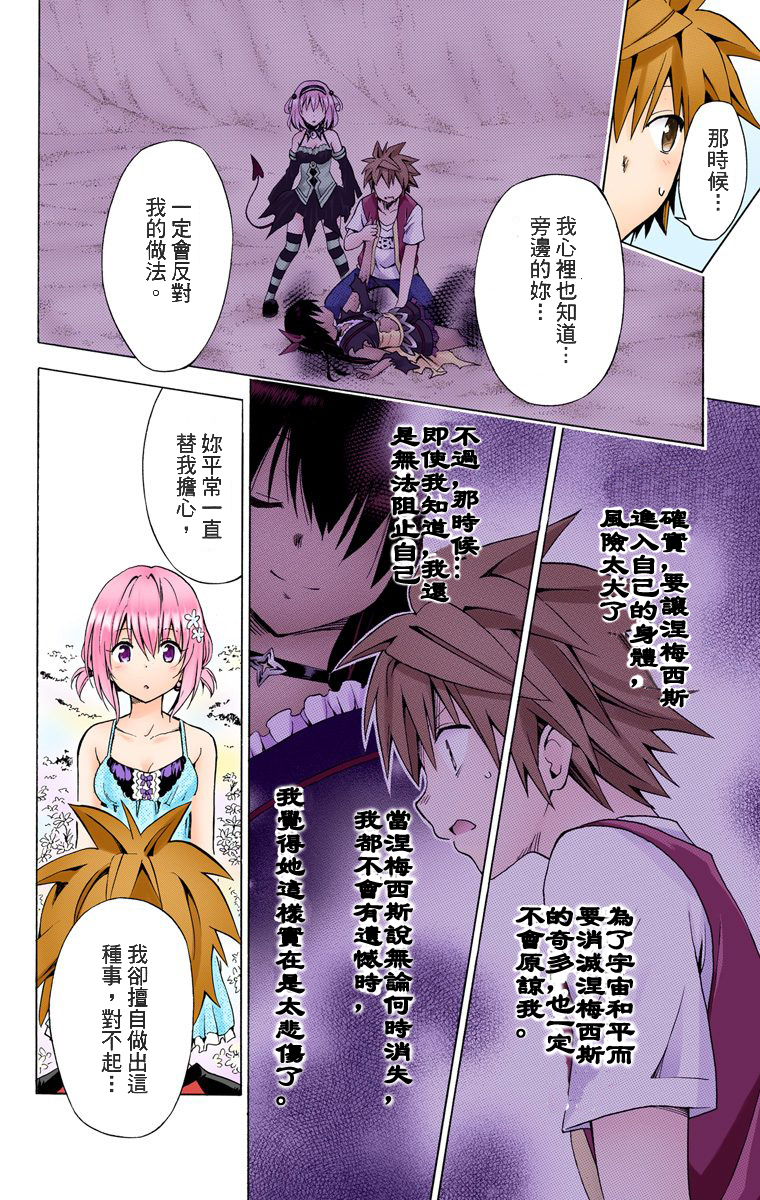 那時候…
我心裡也知道…
旁邊的妳…
一定會反對
我的做法。
確實,要讓涅梅西斯
進入自己的身體,
風險太大了
為了宇宙和平而
要消滅涅梅西斯
的奇多,也一定
不會原諒我。
不過,那時候…
即使我知道,我還
是無法阻止自己
當涅梅西斯說無論何時消失,
我都不會有遺憾時,
我覺得她這樣實在是太悲傷了。
妳平常一直
替我擔心,
我卻擅自做出這
種事,對不起…